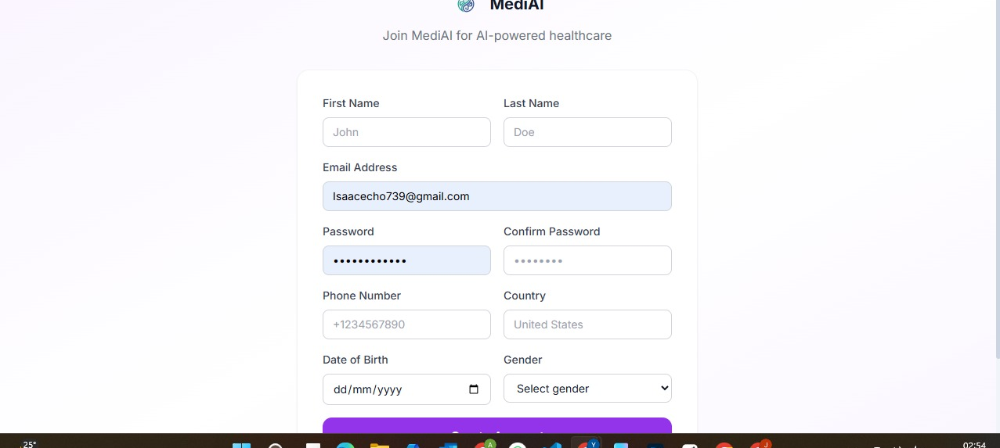 MediAI
Join MediAI for AI-powered healthcare
First Name Last Name
John Doe
Email Address
Isaacecho739@gmail.com
Password Confirm Password
•••••••••••• ••••••••
Phone Number Country
+1234567890 United States
Date of Birth Gender
dd/mm/yyyy Select gender
25°
A
Y
J
02:54